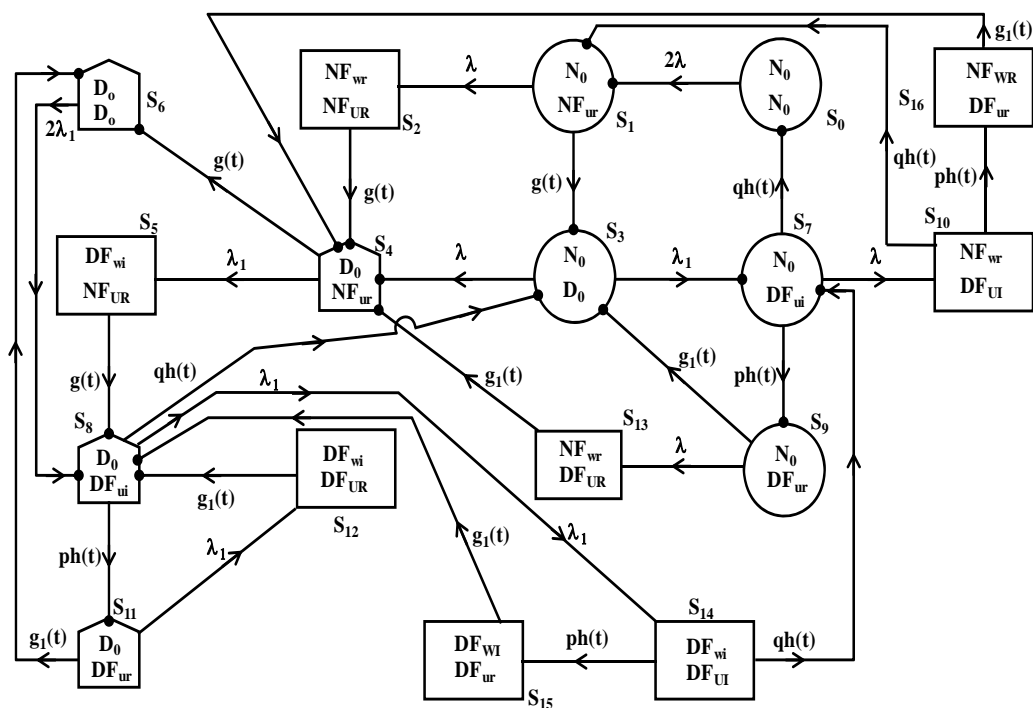 g₁(t)
NF_wr
NF_UR
S₂
λ
N₀
NF_ur
S₁
2λ
N₀
N₀
S₀
NF_WR
DF_ur
S₁₆
D_o
D_o
S₆
2λ₁
g(t)
g(t)
g(t)
qh(t)
qh(t)
ph(t)
S₅
DF_wi
NF_UR
λ₁
S₄
D₀
NF_ur
λ
S₃
N₀
D₀
λ₁
S₇
N₀
DF_ui
λ
S₁₀
NF_wr
DF_UI
g(t)
qh(t)
λ₁
g₁(t)
g₁(t)
ph(t)
S₈
D₀
DF_ui
g₁(t)
DF_wi
DF_UR
S₁₂
S₁₃
NF_wr
DF_UR
λ
S₉
N₀
DF_ur
ph(t)
λ₁
g₁(t)
λ₁
S₁₁
D₀
DF_ur
g₁(t)
DF_WI
DF_ur
S₁₅
ph(t)
S₁₄
DF_wi
DF_UI
qh(t)